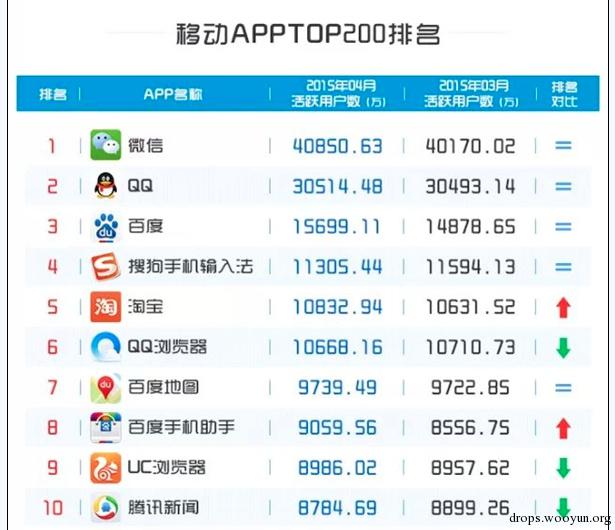 移动APPTOP200排名
排名 APP名称 2015年04月 活跃用户数（万） 2015年03月 活跃用户数（万） 排名对比
1 微信 40850.63 40170.02 =
2 QQ 30514.48 30493.14 =
3 百度 15699.11 14878.65 =
4 搜狗手机输入法 11305.44 11594.13 =
5 淘宝 10832.94 10631.52
6 QQ浏览器 10668.16 10710.73
7 百度地图 9739.49 9722.85 =
8 百度手机助手 9059.56 8556.75
9 UC浏览器 8986.02 8957.62
10 腾讯新闻 8784.69 8899.26
drops.wooyun.org